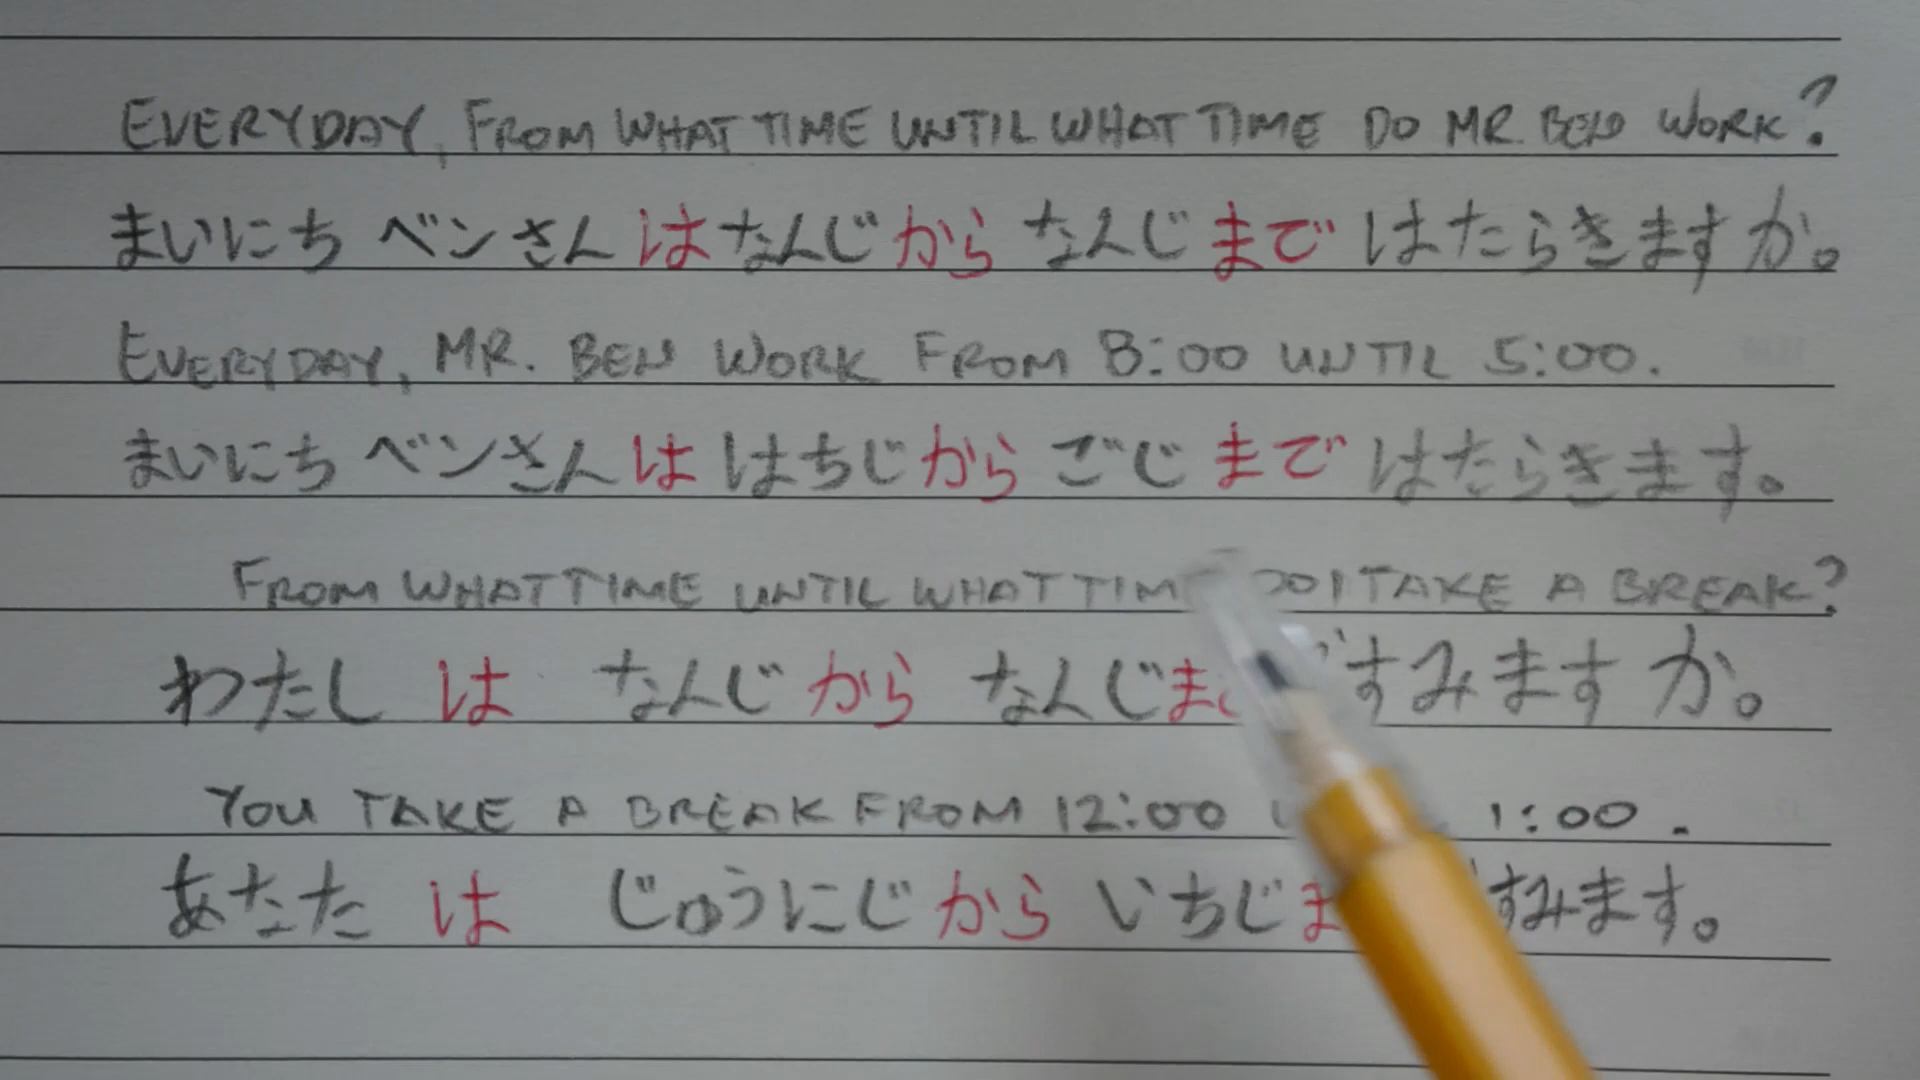 EVERYDAY, FROM WHAT TIME UNTIL WHAT TIME DO MR. BEN WORK?
まいにち ベンさん は なんじ から なんじ まで はたらきます か。
EVERYDAY, MR. BEN WORK FROM 8:00 UNTIL 5:00.
まいにち ベンさん は はちじ から ごじ まで はたらきます。
FROM WHAT TIME UNTIL WHAT I TAKE A BREAK?
わたし は なんじ から なんじ すみます か。
YOU TAKE A BREAK FROM 12:00 1:00.
あなた は じゅうにじ から いちじ ま すみます。